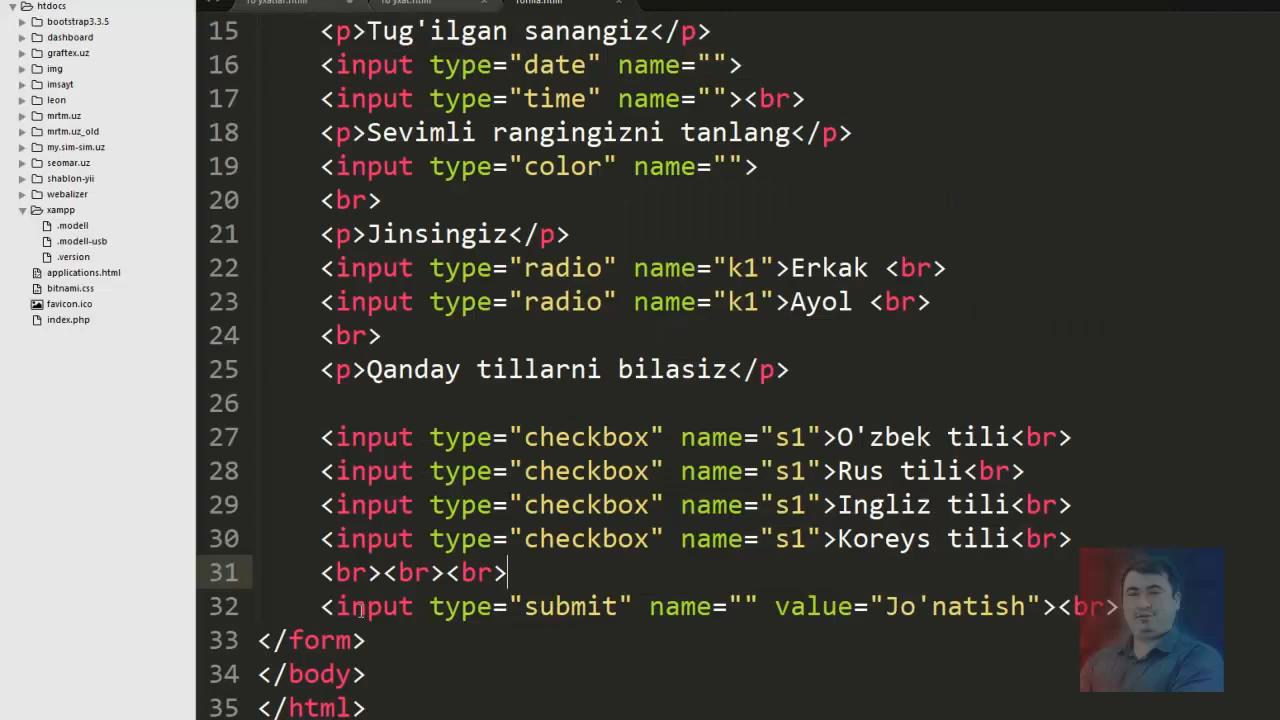 htdocs
bootstrap3.3.5
dashboard
graftex.uz
img
imsayt
leon
mrtm.uz
mrtm.uz_old
my.sim-sim.uz
seomar.uz
shablon-yii
webalizer
xampp
.modell
.modell-usb
.version
applications.html
bitnami.css
favicon.ico
index.php
15 <p>Tug'ilgan sanangiz</p>
16 <input type="date" name="">
17 <input type="time" name=""><br>
18 <p>Sevimli rangingizni tanlang</p>
19 <input type="color" name="">
20 <br>
21 <p>Jinsingiz</p>
22 <input type="radio" name="k1">Erkak <br>
23 <input type="radio" name="k1">Ayol <br>
24 <br>
25 <p>Qanday tillarni bilasiz</p>
26
27 <input type="checkbox" name="s1">O'zbek tili<br>
28 <input type="checkbox" name="s1">Rus tili<br>
29 <input type="checkbox" name="s1">Ingliz tili<br>
30 <input type="checkbox" name="s1">Koreys tili<br>
31 <br><br><br>
32 <input type="submit" name="" value="Jo'natish"><br>
33 </form>
34 </body>
35 </html>